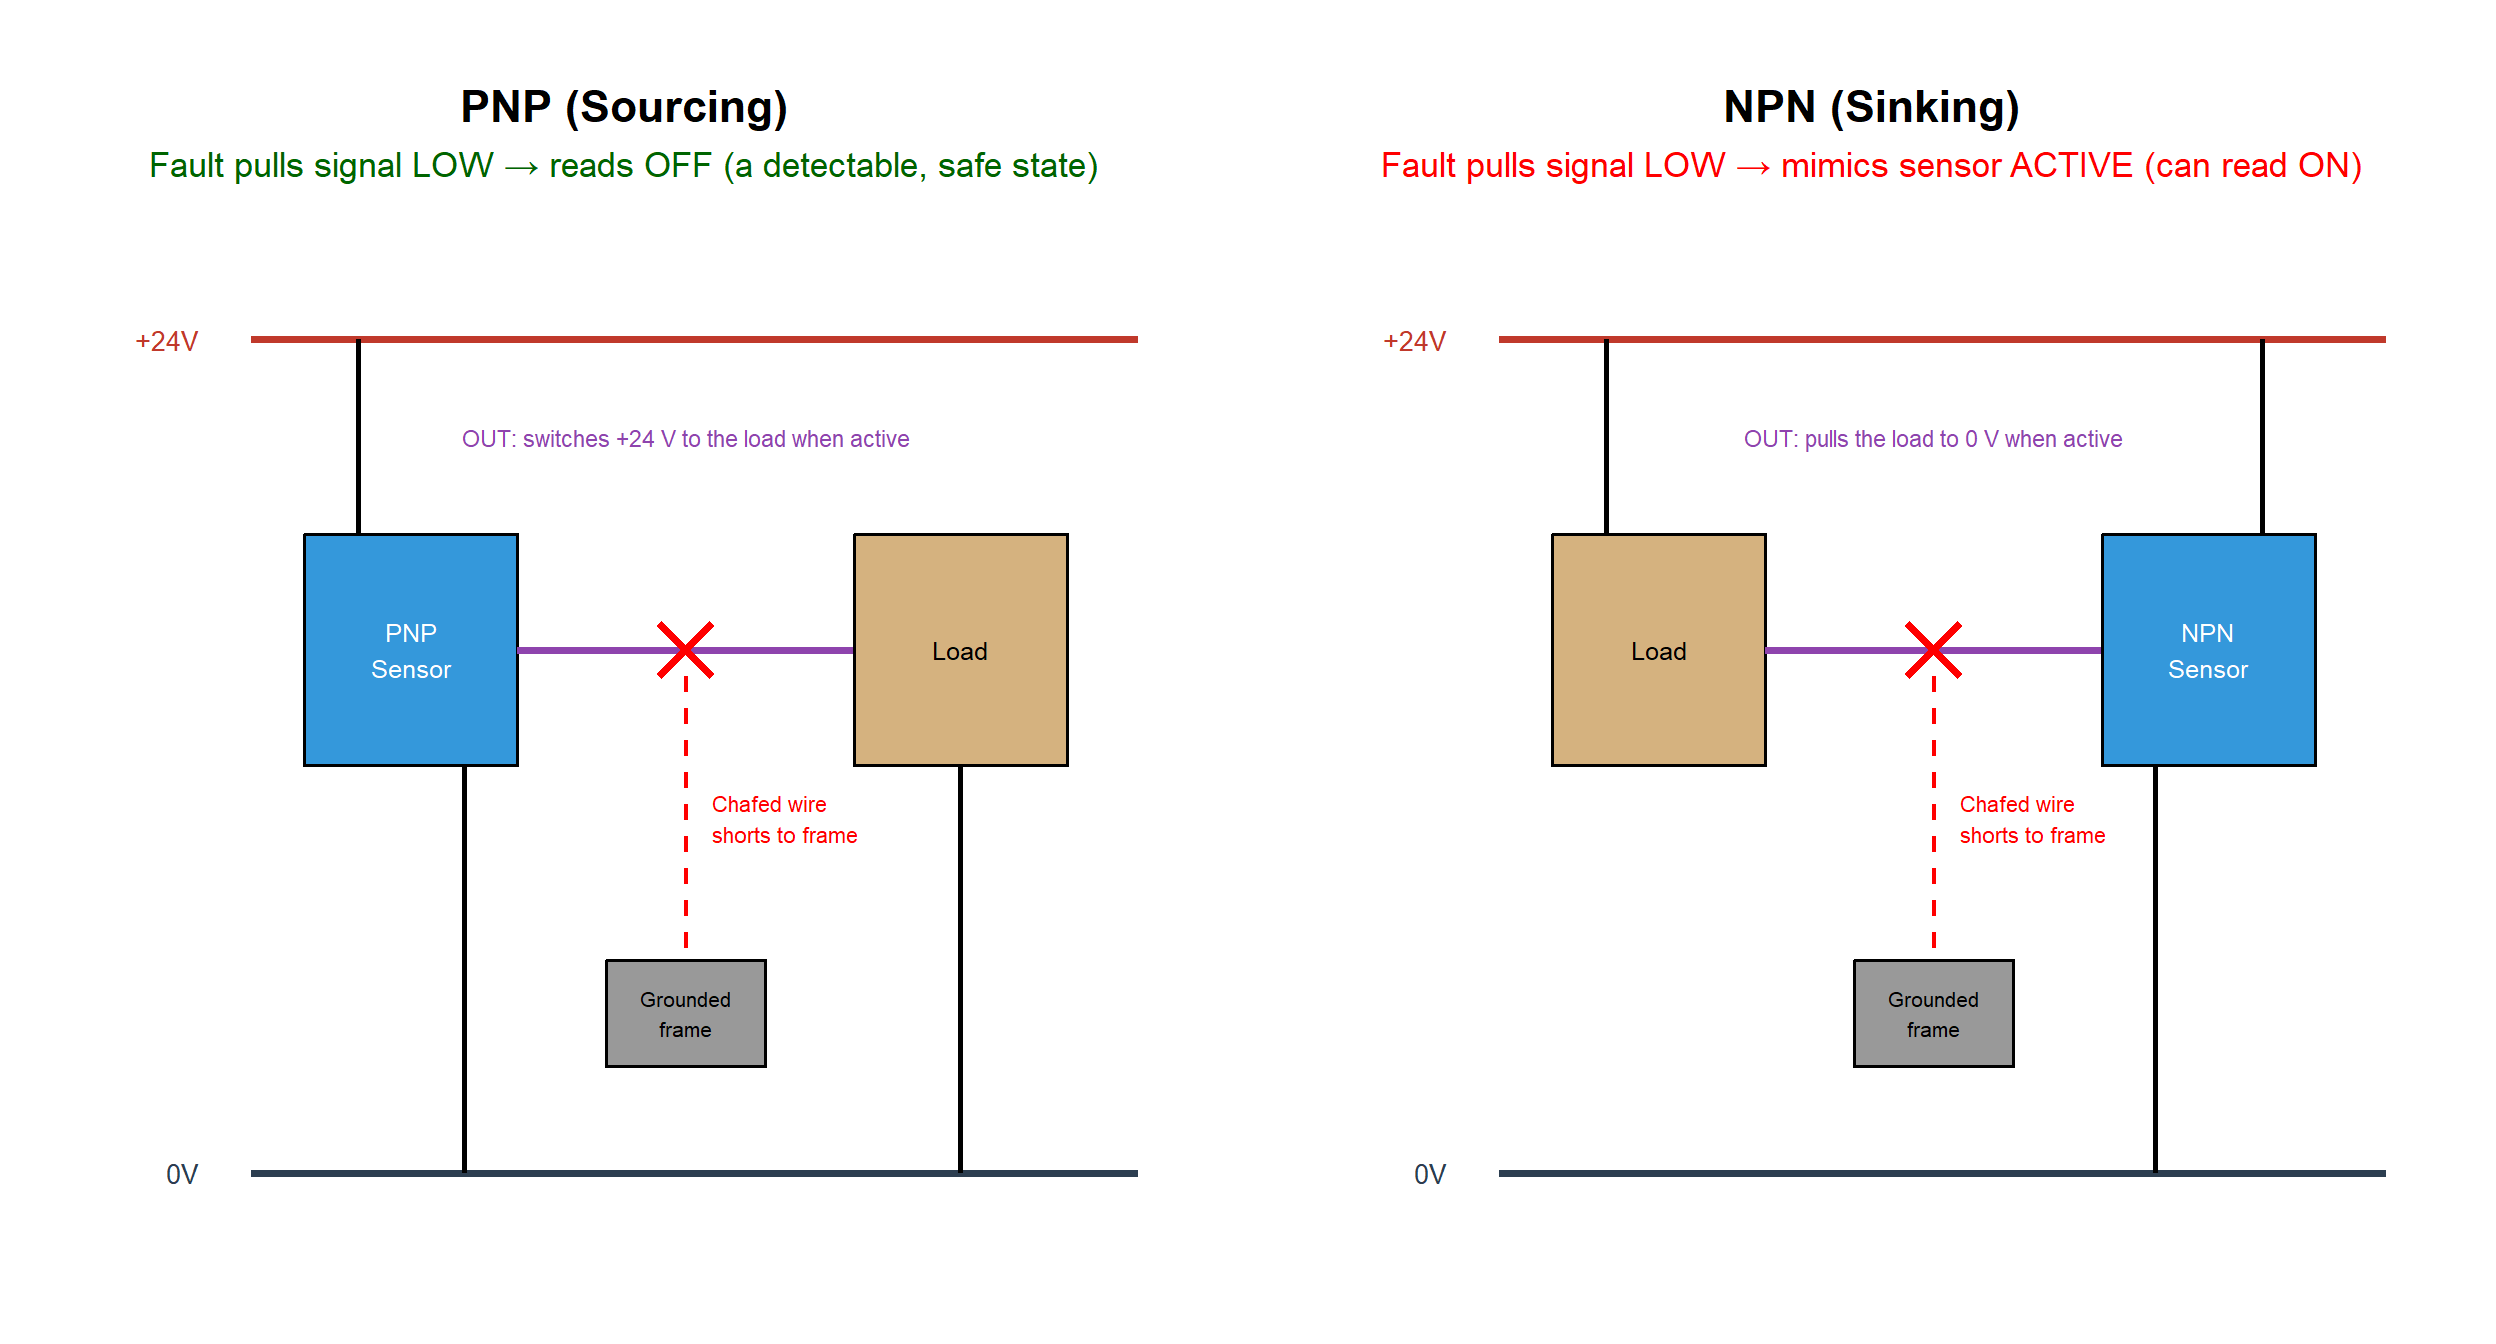 PNP (Sourcing)
Fault pulls signal LOW → reads OFF (a detectable, safe state)
+24V
OUT: switches +24 V to the load when active
PNP
Sensor
Load
Chafed wire
shorts to frame
Grounded
frame
0V
NPN (Sinking)
Fault pulls signal LOW → mimics sensor ACTIVE (can read ON)
+24V
OUT: pulls the load to 0 V when active
Load
NPN
Sensor
Chafed wire
shorts to frame
Grounded
frame
0V